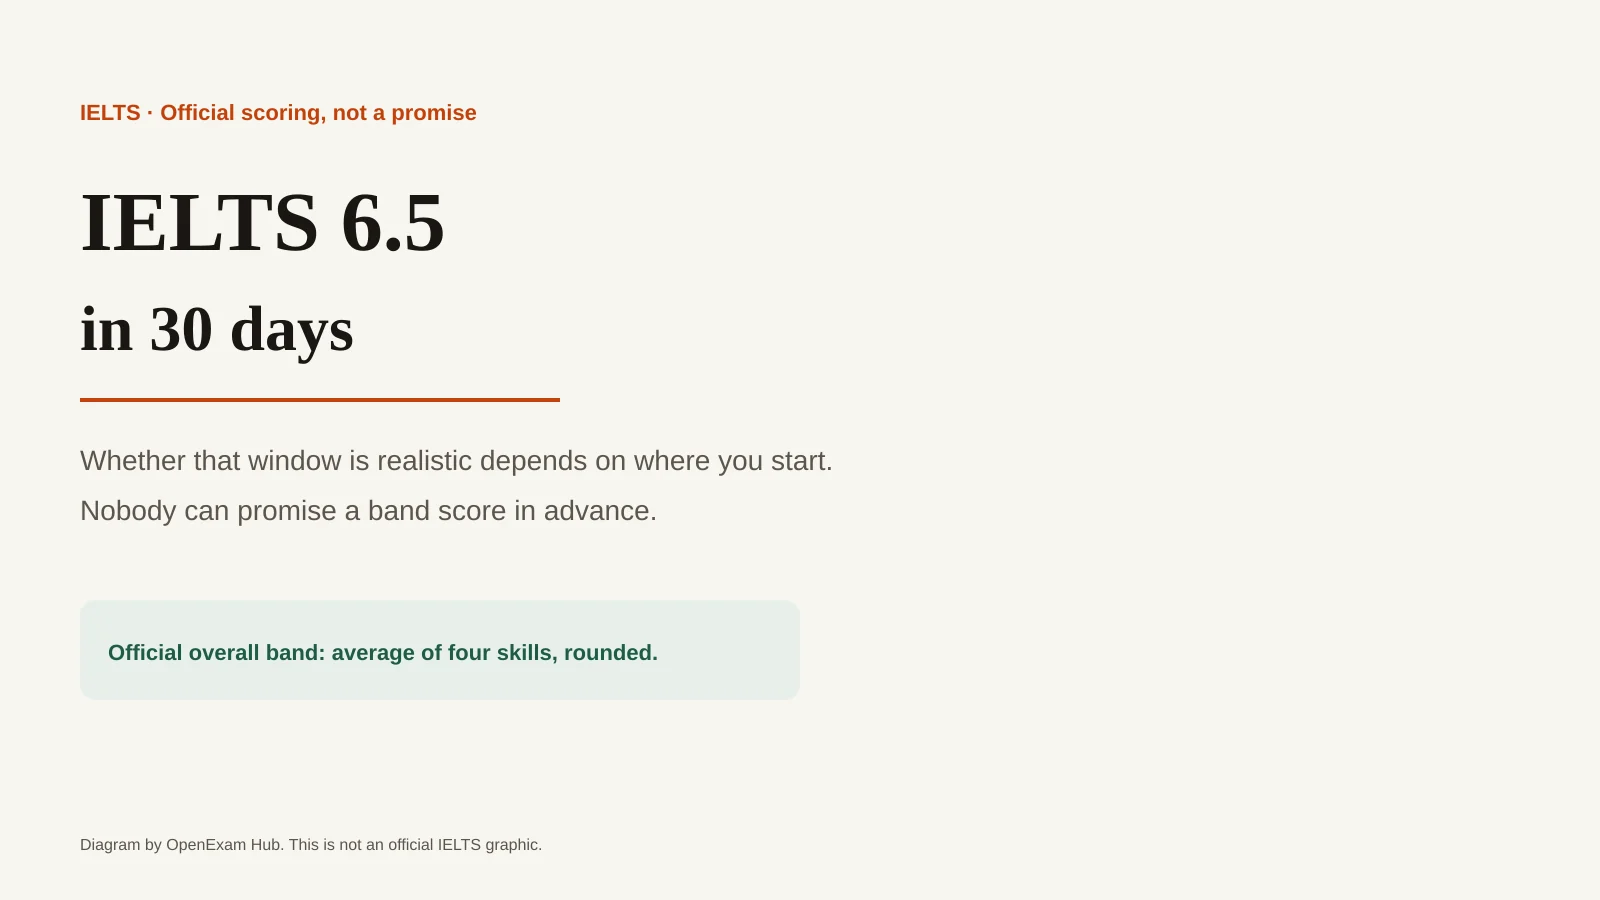 IELTS · Official scoring, not a promise
IELTS 6.5
in 30 days
Whether that window is realistic depends on where you start.
Nobody can promise a band score in advance.
Official overall band: average of four skills, rounded.
Diagram by OpenExam Hub. This is not an official IELTS graphic.